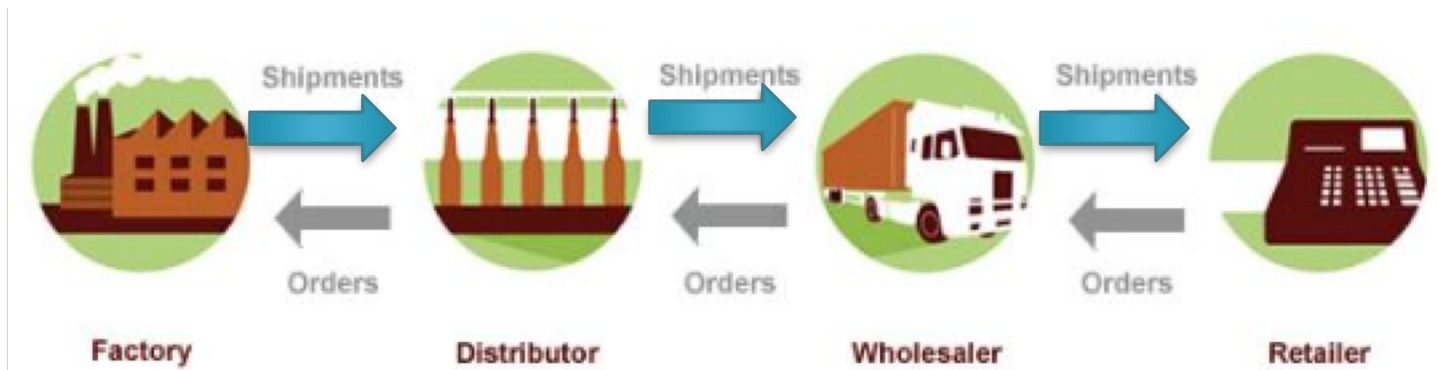 Shipments
Shipments
Shipments
Orders
Orders
Orders
Factory
Distributor
Wholesaler
Retailer